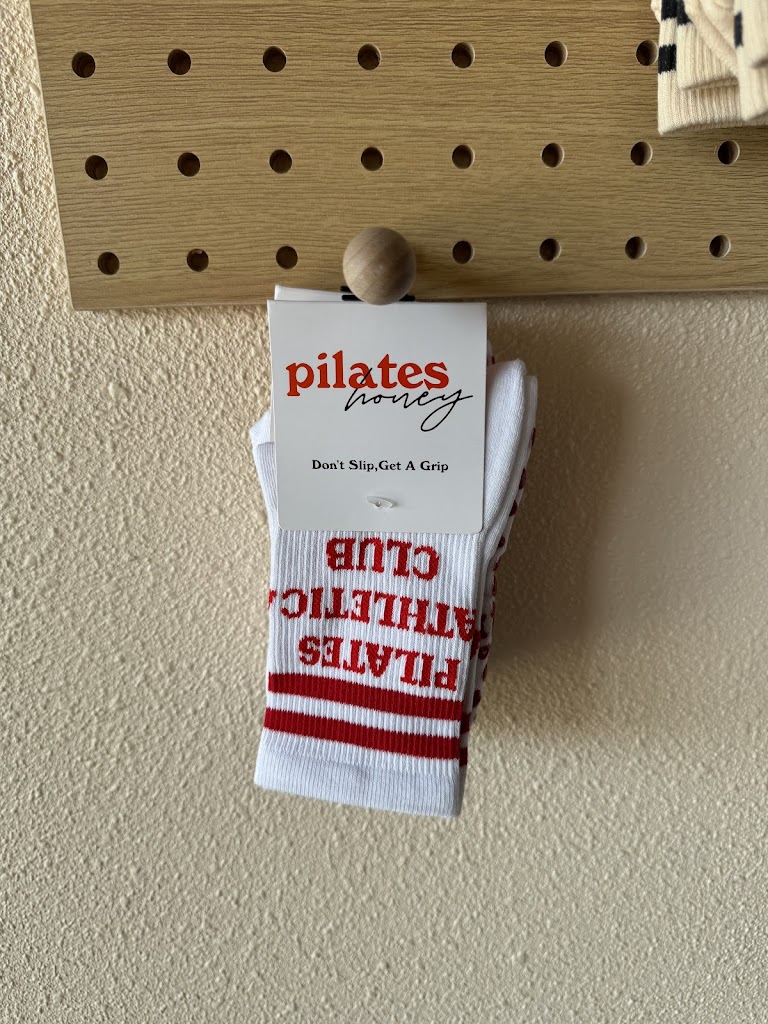 pilates
honey
Don't Slip,Get A Grip
PILATES
ATHLETIC
CLUB